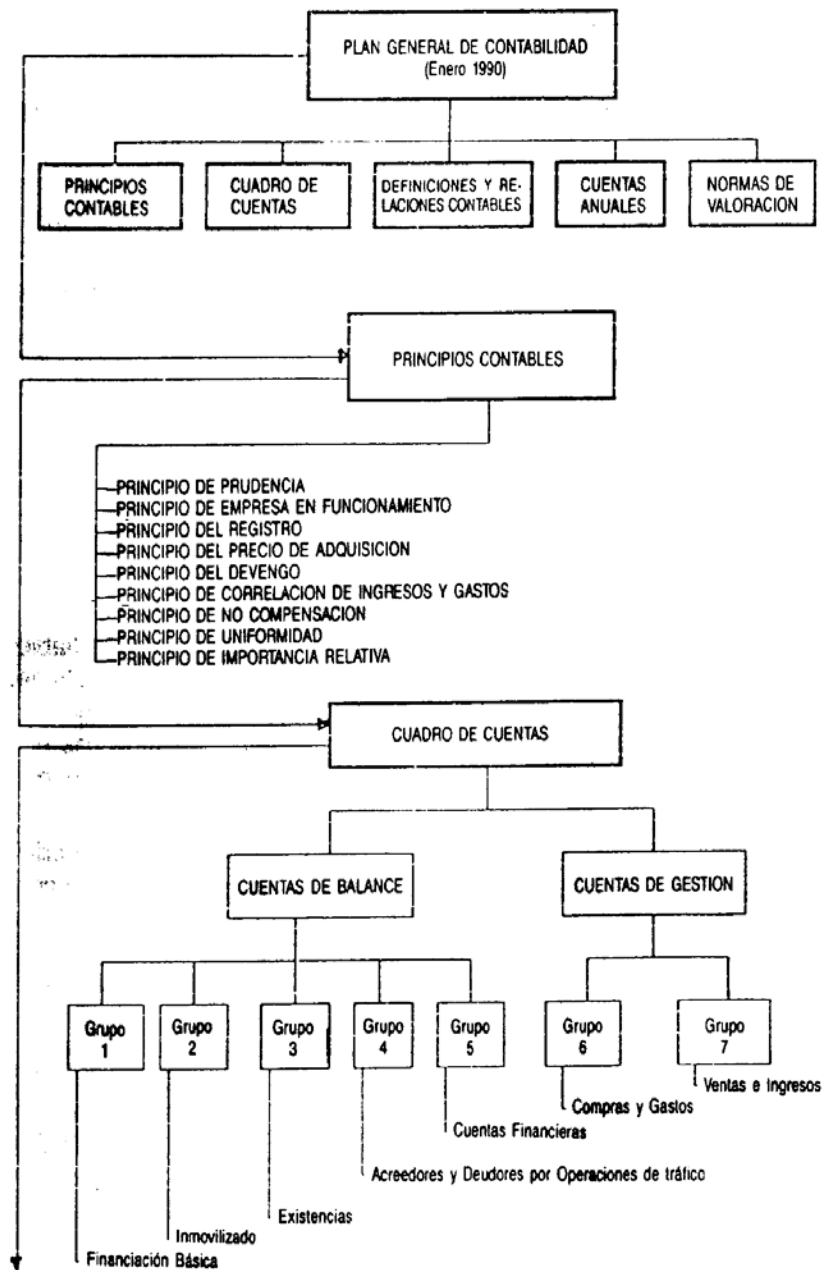 PLAN GENERAL DE CONTABILIDAD
(Enero 1990)
PRINCIPIOS
CONTABLES
CUADRO DE
CUENTAS
DEFINICIONES Y RE-
LACIONES CONTABLES
CUENTAS
ANUALES
NORMAS DE
VALORACION
PRINCIPIOS CONTABLES
PRINCIPIO DE PRUDENCIA
PRINCIPIO DE EMPRESA EN FUNCIONAMIENTO
PRINCIPIO DEL REGISTRO
PRINCIPIO DEL PRECIO DE ADQUISICION
PRINCIPIO DEL DEVENGO
PRINCIPIO DE CORRELACION DE INGRESOS Y GASTOS
PRINCIPIO DE NO COMPENSACION
PRINCIPIO DE UNIFORMIDAD
PRINCIPIO DE IMPORTANCIA RELATIVA
CUADRO DE CUENTAS
CUENTAS DE BALANCE
CUENTAS DE GESTION
Grupo
1
Grupo
2
Grupo
3
Grupo
4
Grupo
5
Grupo
6
Grupo
7
Ventas e Ingresos
Compras y Gastos
Cuentas Financieras
Acreedores y Deudores por Operaciones de tráfico
Existencias
Inmovilizado
Financiación Básica